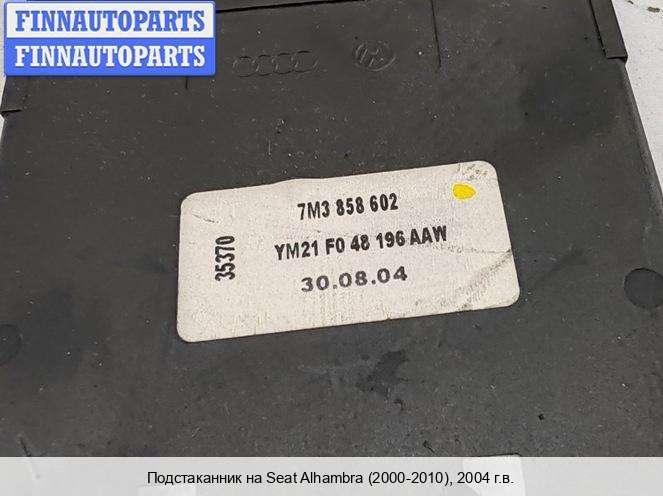 FINNAUTOPARTS
FINNAUTOPARTS
7M3 858 602
35370
YM21 F0 48 196 AAW
30.08.04
Подстаканник на Seat Alhambra (2000-2010), 2004 г.в.